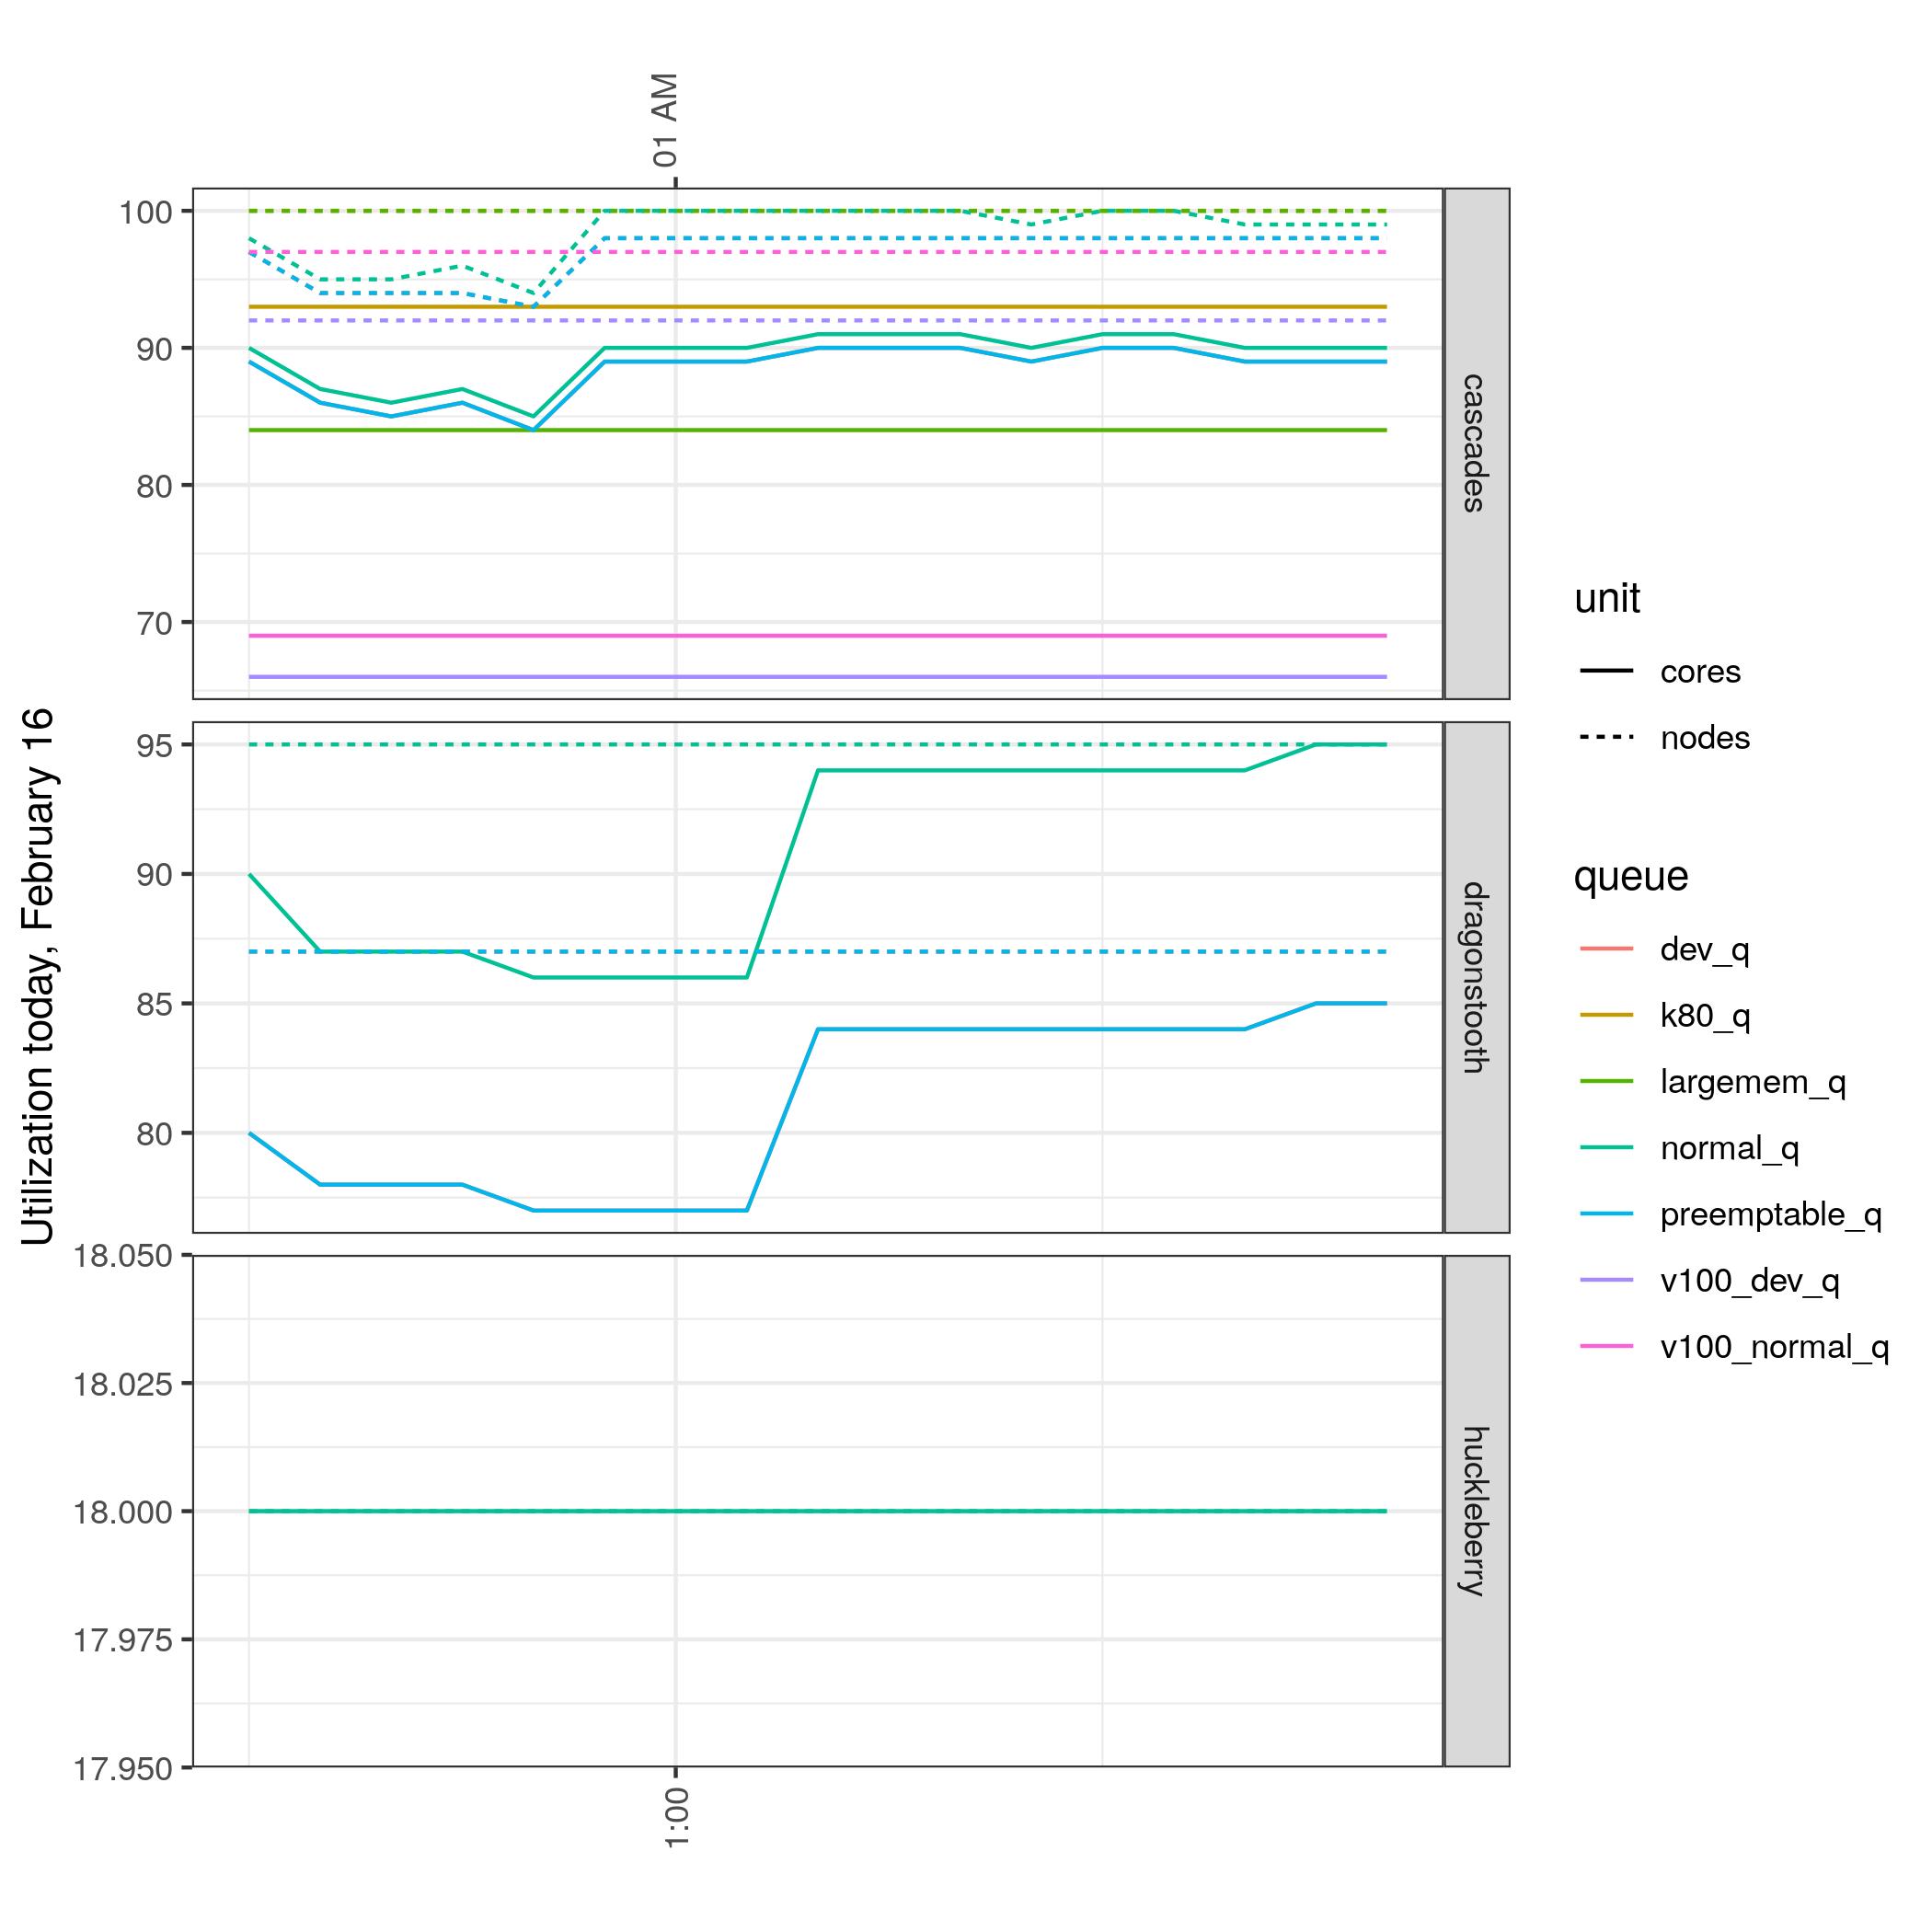 01 AM
100
90
80
70
cascades
95
90
85
80
dragonstooth
18.050
18.025
18.000
17.975
17.950
huckleberry
1:00
Utilization today, February 16
unit
cores
nodes
queue
dev_q
k80_q
largemem_q
normal_q
preemptable_q
v100_dev_q
v100_normal_q